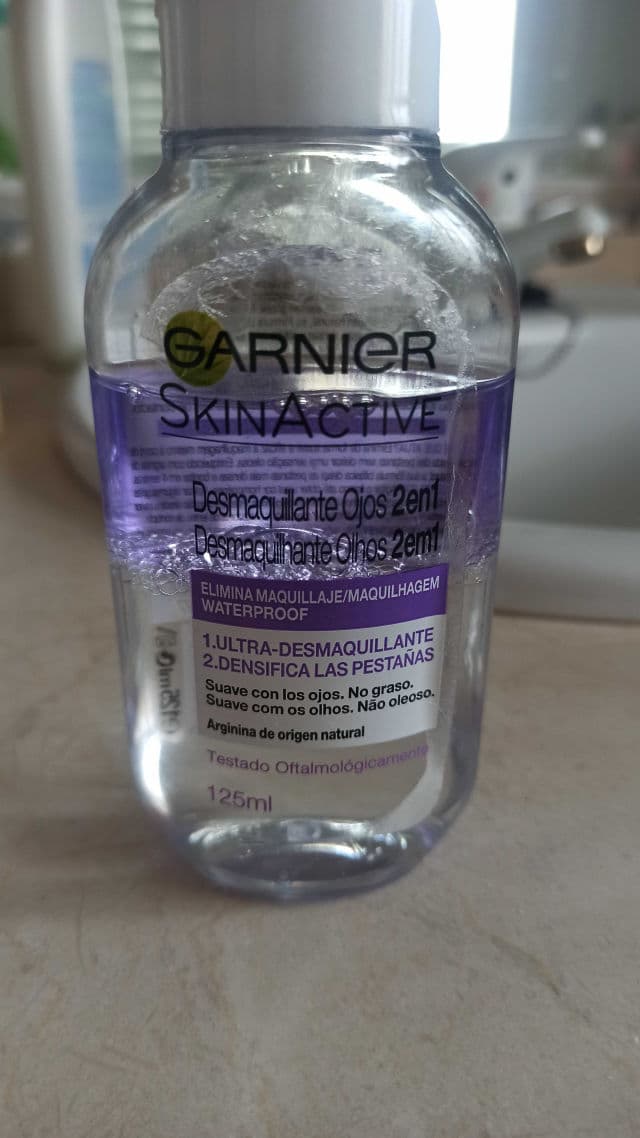 GARNIER
SKINACTIVE
Desmaquillante Ojos 2en1
Desmaquilhante Olhos 2em1
ELIMINA MAQUILLAJE/MAQUILHAGEM
WATERPROOF
1.ULTRA-DESMAQUILLANTE
2.DENSIFICA LAS PESTAÑAS
Suave con los ojos. No graso.
Suave com os olhos. Não oleoso.
Arginina de origen natural
Testado Oftalmológicamente
125ml